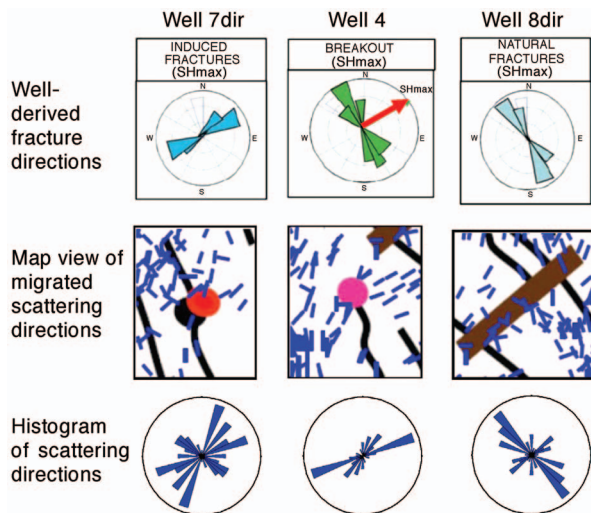 Well 7dir
Well 4
Well 8dir
INDUCED
FRACTURES
(SHmax)
BREAKOUT
(SHmax)
NATURAL
FRACTURES
(SHmax)
Well-
derived
fracture
directions
N
W
E
S
N
SHmax
W
E
S
N
W
E
S
Map view of
migrated
scattering
directions
Histogram
of scattering
directions